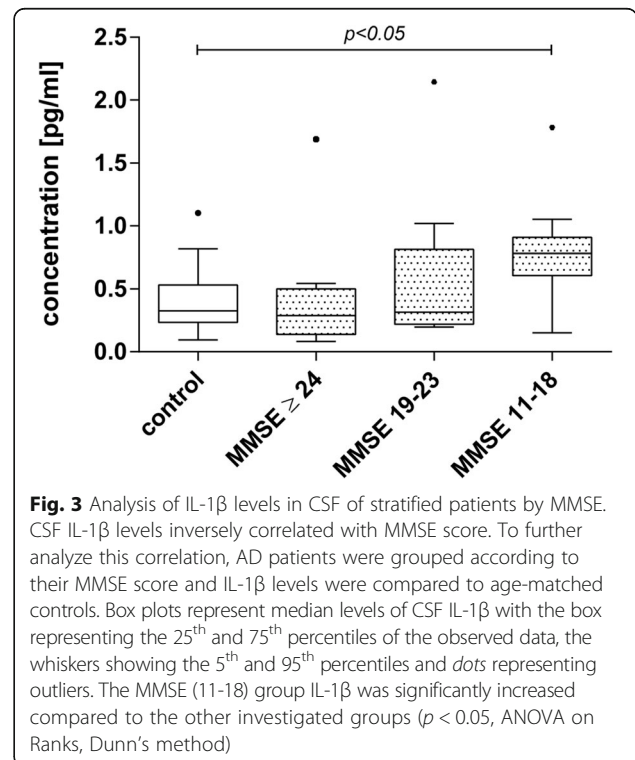 2.5
2.0
1.5
1.0
0.5
0.0
concentration [pg/ml]
p<0.05
control
MMSE ≥ 24
MMSE 19-23
MMSE 11-18
Fig. 3 Analysis of IL-1β levels in CSF of stratified patients by MMSE.
CSF IL-1β levels inversely correlated with MMSE score. To further
analyze this correlation, AD patients were grouped according to
their MMSE score and IL-1β levels were compared to age-matched
controls. Box plots represent median levels of CSF IL-1β with the box
representing the 25th and 75th percentiles of the observed data, the
whiskers showing the 5th and 95th percentiles and dots representing
outliers. The MMSE (11-18) group IL-1β was significantly increased
compared to the other investigated groups (p < 0.05, ANOVA on
Ranks, Dunn’s method)